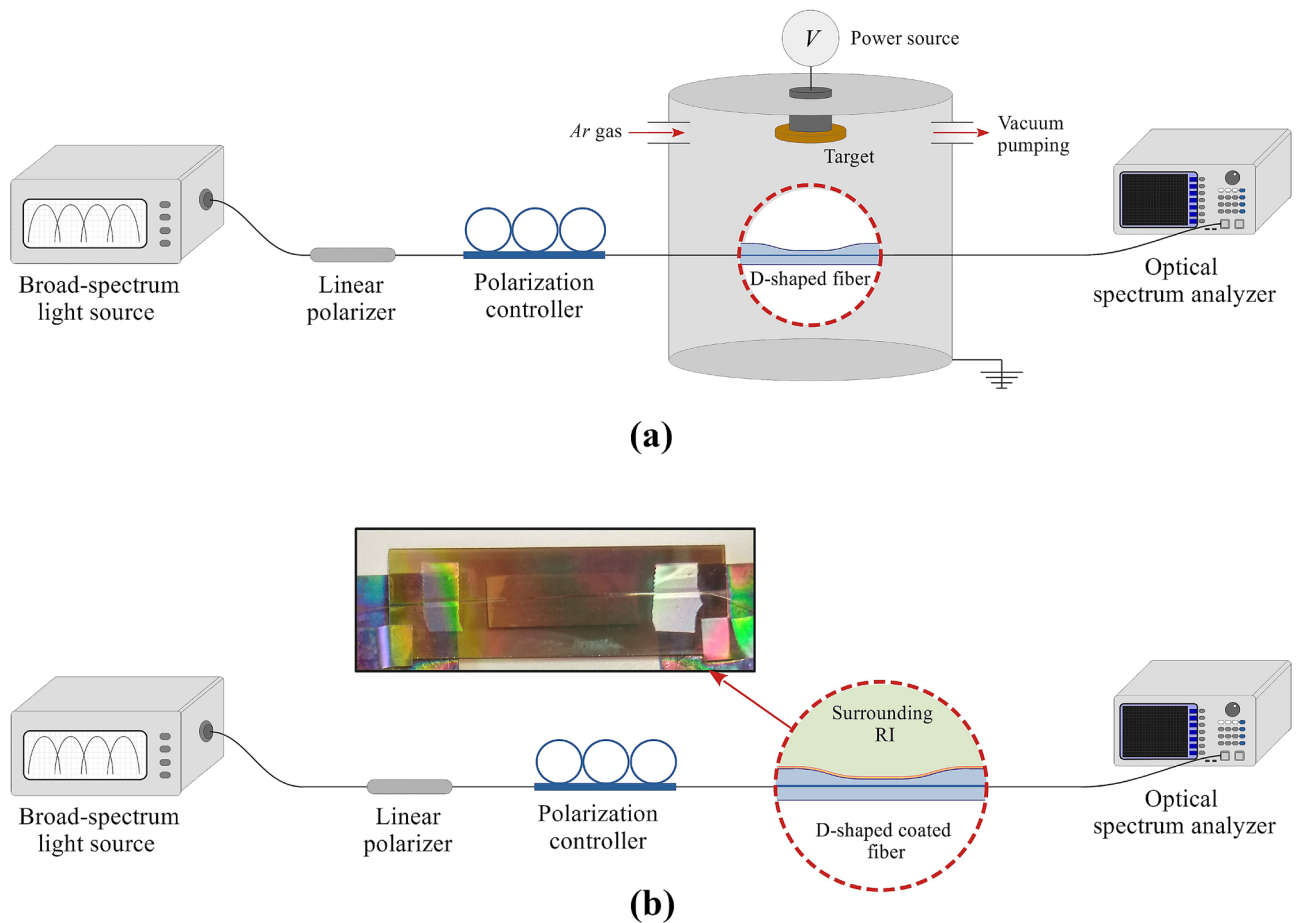 V
Power source
Ar gas
Vacuum
pumping
Target
D-shaped fiber
Broad-spectrum
light source
Linear
polarizer
Polarization
controller
Optical
spectrum analyzer
(a)
Surrounding
RI
Broad-spectrum
light source
Linear
polarizer
Polarization
controller
D-shaped coated
fiber
Optical
spectrum analyzer
(b)